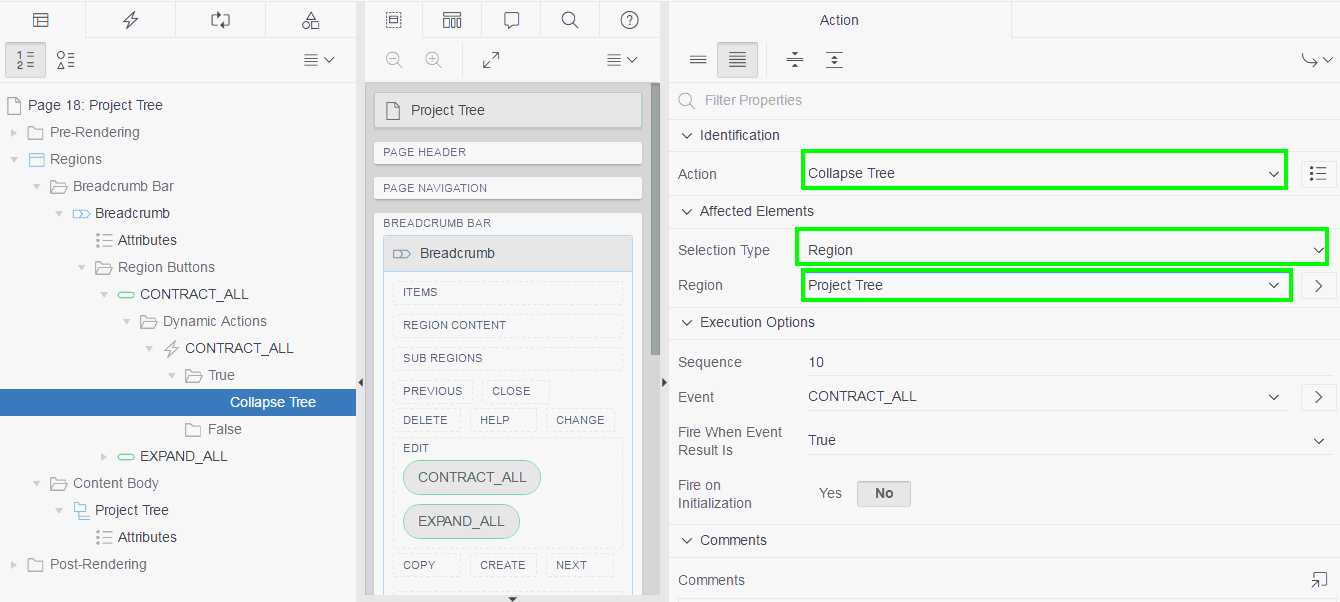 Page 18: Project Tree
Pre-Rendering
Regions
Breadcrumb Bar
Breadcrumb
Attributes
Region Buttons
CONTRACT_ALL
Dynamic Actions
CONTRACT_ALL
True
Collapse Tree
False
EXPAND_ALL
Content Body
Project Tree
Attributes
Post-Rendering
Project Tree
PAGE HEADER
PAGE NAVIGATION
BREADCRUMB BAR
Breadcrumb
ITEMS
REGION CONTENT
SUB REGIONS
PREVIOUS CLOSE
DELETE HELP CHANGE
EDIT
CONTRACT_ALL
EXPAND_ALL
COPY CREATE NEXT
Action
Filter Properties
Identification
Action Collapse Tree
Affected Elements
Selection Type Region
Region Project Tree
Execution Options
Sequence 10
Event CONTRACT_ALL
Fire When Event
Result Is True
Fire on
Initialization Yes No
Comments
Comments